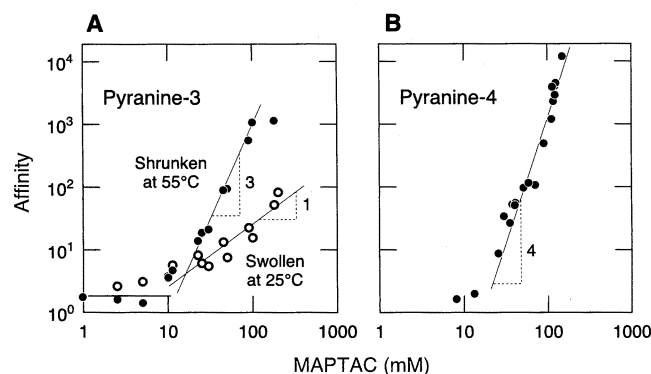 A
B
10⁴
10³
10²
10¹
10⁰
Affinity
Pyranine-3
Shrunken
at 55°C
3
1
Swollen
at 25°C
1
10
100
1000
Pyranine-4
4
1
10
100
1000
MAPTAC (mM)